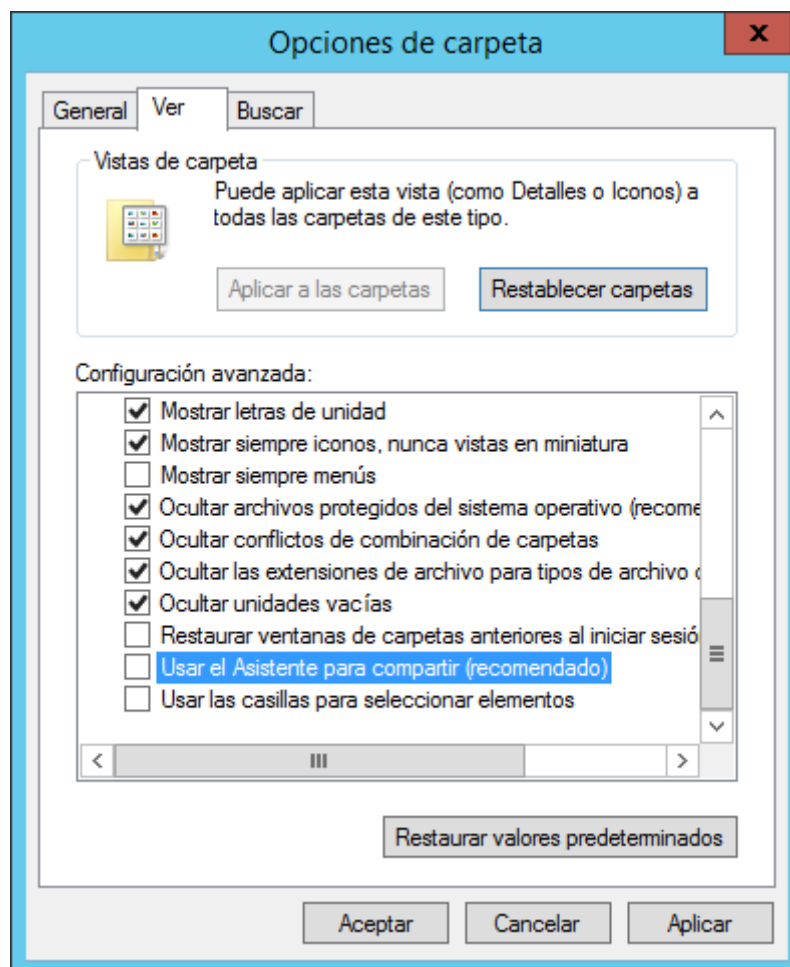 Opciones de carpeta
x
General Ver Buscar
Vistas de carpeta
Puede aplicar esta vista (como Detalles o Iconos) a
todas las carpetas de este tipo.
Aplicar a las carpetas Restablecer carpetas
Configuración avanzada:
Mostrar letras de unidad
Mostrar siempre iconos, nunca vistas en miniatura
Mostrar siempre menús
Ocultar archivos protegidos del sistema operativo (recome
Ocultar conflictos de combinación de carpetas
Ocultar las extensiones de archivo para tipos de archivo c
Ocultar unidades vacías
Restaurar ventanas de carpetas anteriores al iniciar sesió
Usar el Asistente para compartir (recomendado)
Usar las casillas para seleccionar elementos
Restaurar valores predeterminados
Aceptar Cancelar Aplicar